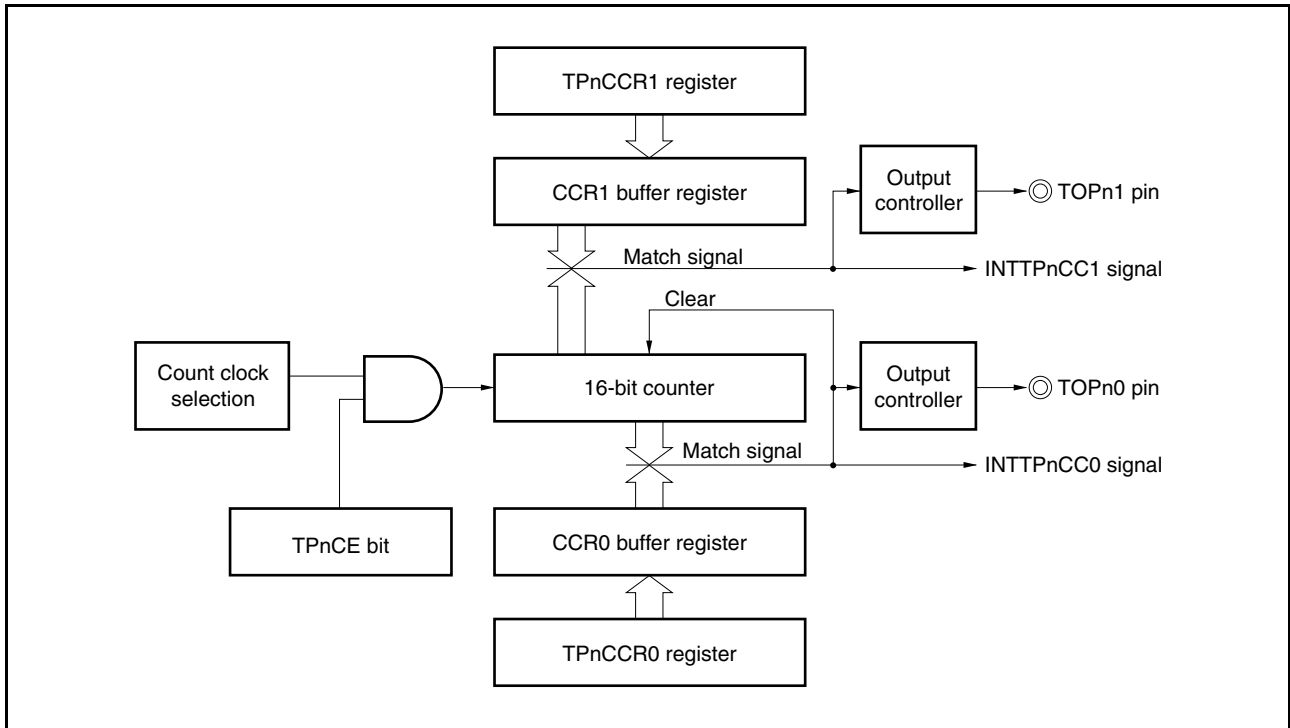 TPnCCR1 register
CCR1 buffer register
Output
controller
TOPn1 pin
Match signal
INTTPnCC1 signal
Clear
Count clock
selection
16-bit counter
Output
controller
TOPn0 pin
Match signal
INTTPnCC0 signal
TPnCE bit
CCR0 buffer register
TPnCCR0 register